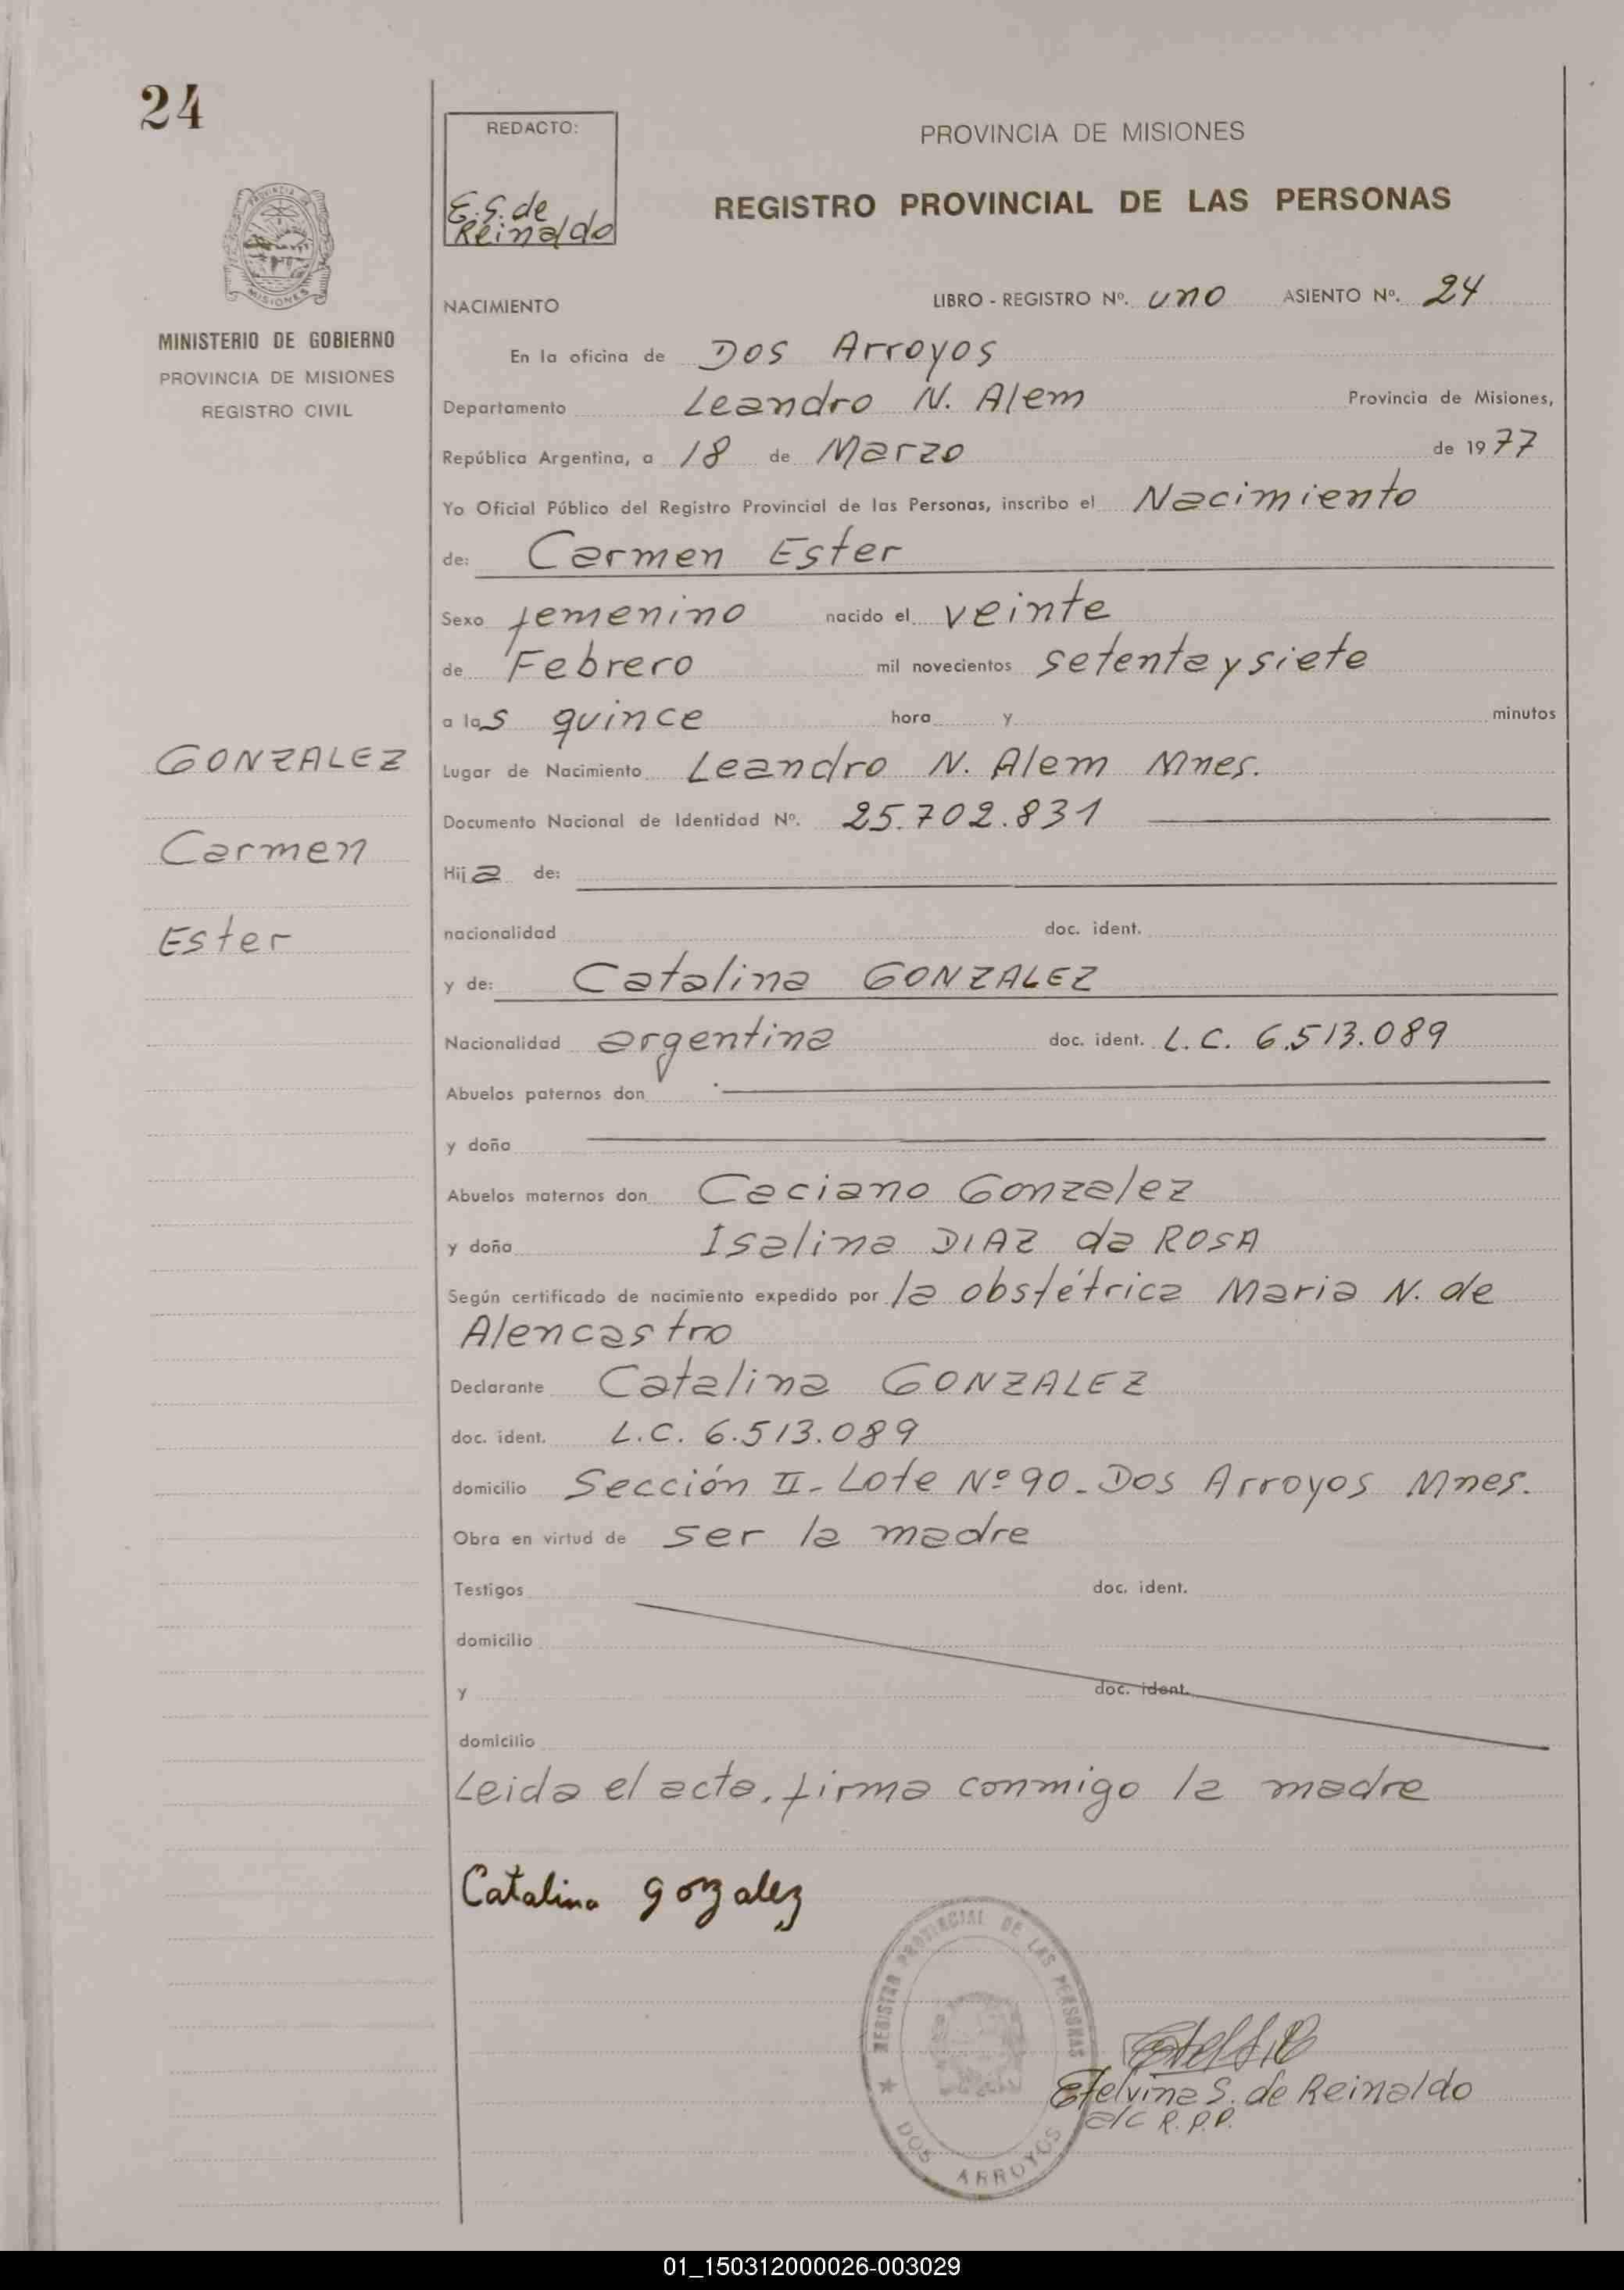 24
REDACTO:
E.S. de
Reinaldo
PROVINCIA DE MISIONES
REGISTRO PROVINCIAL DE LAS PERSONAS
PROVINCIA
MISIONES
MINISTERIO DE GOBIERNO
PROVINCIA DE MISIONES
REGISTRO CIVIL
NACIMIENTO LIBRO - REGISTRO Nº. uno ASIENTO Nº. 24
En la oficina de Dos Arroyos
Departamento Leandro N. Alem Provincia de Misiones,
República Argentina, a 18 de Marzo de 1977
Yo Oficial Público del Registro Provincial de las Personas, inscribo el Nacimiento
de: Carmen Ester
Sexo femenino nacido el veinte
de Febrero mil novecientos setenta y siete
a las quince hora y minutos
GONZALEZ
Carmen
Ester
Lugar de Nacimiento Leandro N. Alem Mnes.
Documento Nacional de Identidad Nº. 25.702.831
Hija de:
nacionalidad doc. ident.
y de: Catalina GONZALEZ
Nacionalidad argentina doc. ident. L.C. 6.513.089
Abuelos paternos don
y doña
Abuelos maternos don Caciano Gonzalez
y doña Isalina DIAZ da ROSA
Según certificado de nacimiento expedido por la obstétrica Maria N. de
Alencastro
Declarante Catalina GONZALEZ
doc. ident. L.C. 6.513.089
domicilio Sección II - Lote Nº 90 - Dos Arroyos Mnes.
Obra en virtud de ser la madre
Testigos doc. ident.
domicilio
y doc. ident.
domicilio
Leida el acta, firma conmigo la madre
Catalina gozalez
REGISTRO PROVINCIAL DE LAS PERSONAS
DOS ARROYOS
Etelvina S. de Reinaldo
a/c R.P.P.
01_150312000026-003029